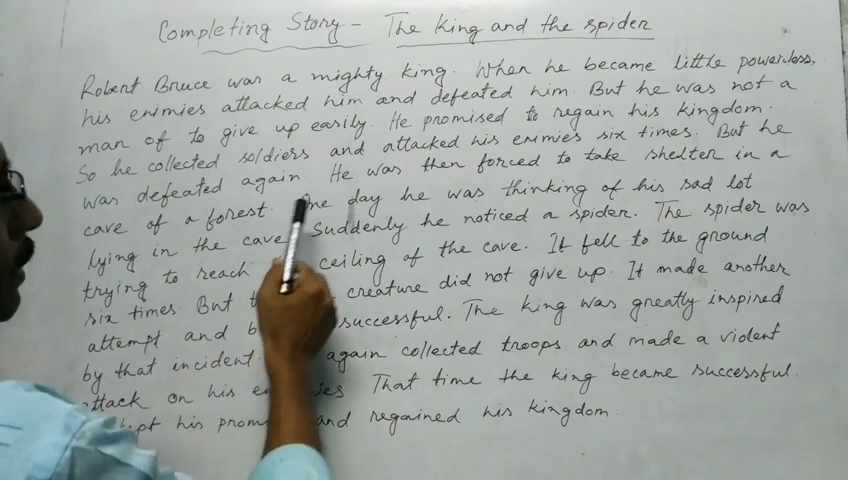 Completing Story - The King and the spider
Robert Bruce was a mighty king. When he became little powerless,
his enimies attacked him and defeated him. But he was not a
man of to give up easily. He promised to regain his kingdom.
So he collected soldiers and attacked his enimies six times. But he
was defeated again. He was then forced to take shelter in a
cave of a forest. One day he was thinking of his sad lot
lying in the cave. Suddenly he noticed a spider. The spider was
trying to reach ceiling of the cave. It fell to the ground
six times But creature did not give up. It made another
attempt and successful. The king was greatly inspired
by that incident. again collected troops and made a violent
attack on his enimies That time the king became successful.
his and regained his kingdom.